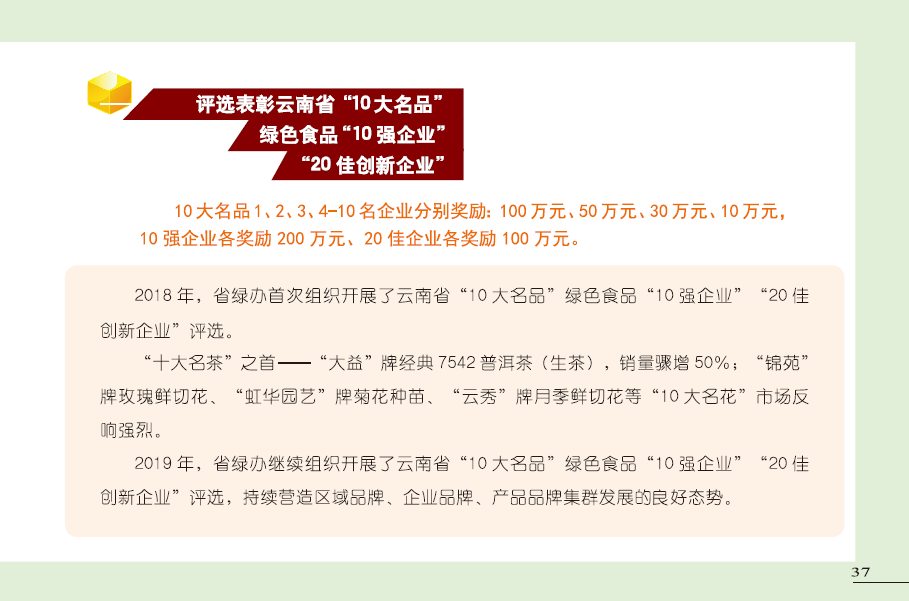 评选表彰云南省“10大名品”
绿色食品“10强企业”
“20佳创新企业”
10大名品1、2、3、4-10名企业分别奖励：100万元、50万元、30万元、10万元，
10强企业各奖励200万元、20佳企业各奖励100万元。
2018年，省绿办首次组织开展了云南省“10大名品”绿色食品“10强企业”“20佳
创新企业”评选。
“十大名茶”之首——“大益”牌经典7542普洱茶（生茶），销量骤增50%；“锦苑”
牌玫瑰鲜切花、“虹华园艺”牌菊花种苗、“云秀”牌月季鲜切花等“10大名花”市场反
响强烈。
2019年，省绿办继续组织开展了云南省“10大名品”绿色食品“10强企业”“20佳
创新企业”评选，持续营造区域品牌、企业品牌、产品品牌集群发展的良好态势。
37